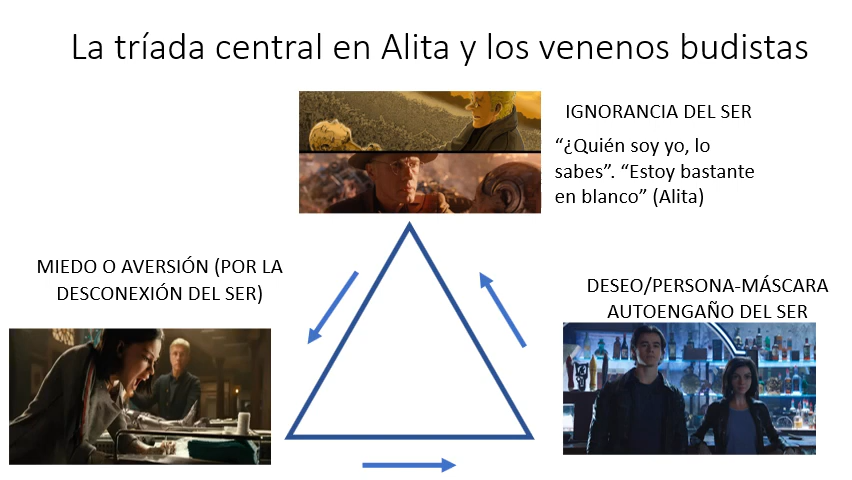 La tríada central en Alita y los venenos budistas
IGNORANCIA DEL SER
“¿Quién soy yo, lo
sabes”. “Estoy bastante
en blanco” (Alita)
MIEDO O AVERSIÓN (POR LA
DESCONEXIÓN DEL SER)
DESEO/PERSONA-MÁSCARA
AUTOENGAÑO DEL SER